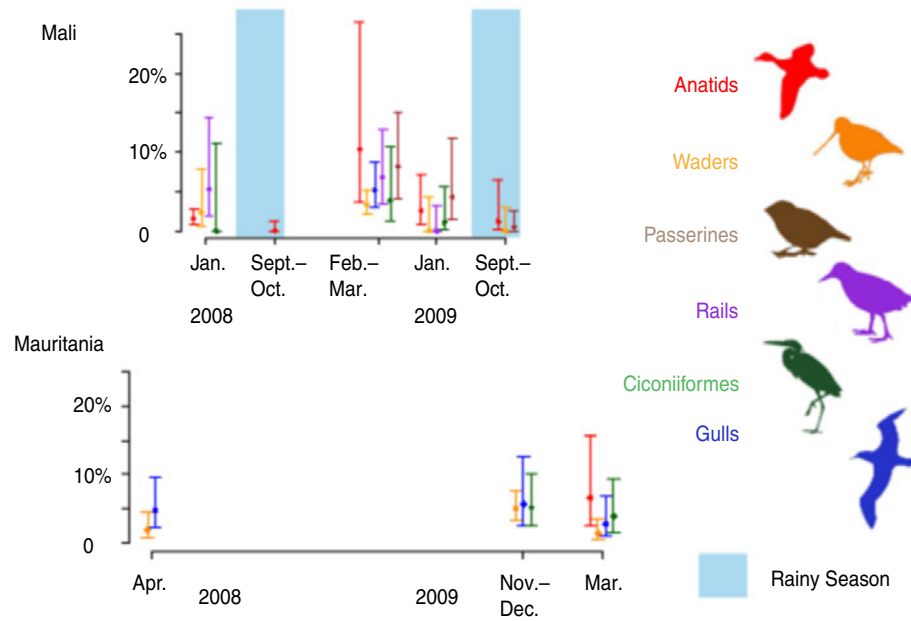 Mali
20%
10%
0
Jan. Sept.– Feb.– Jan. Sept.–
Oct. Mar. Oct.
2008 2009
Anatids
Waders
Passerines
Rails
Ciconiiformes
Gulls
Mauritania
20%
10%
0
Apr. Nov.– Mar.
2008 2009 Dec.
Rainy Season